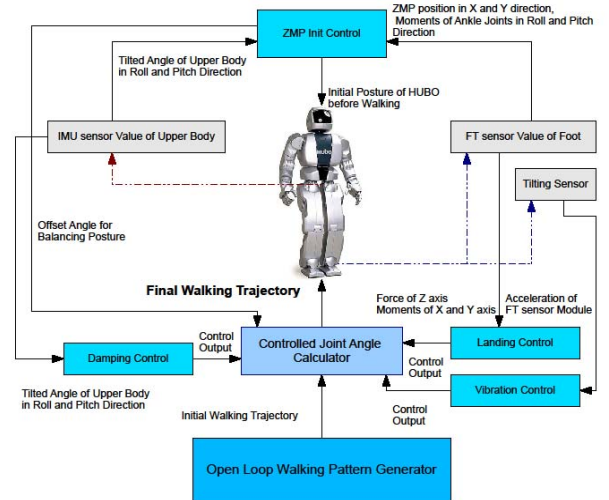 ZMP position in X and Y direction,
Moments of Ankle Joints in Roll and Pitch
Direction
ZMP Init Control
Tilted Angle of Upper Body
in Roll and Pitch Direction
Initial Posture of HUBO
before Walking
IMU sensor Value of Upper Body
FT sensor Value of Foot
HUBO
Tilting Sensor
Offset Angle for
Balancing Posture
Final Walking Trajectory
Force of Z axis
Moments of X and Y axis
Acceleration of
FT sensor Module
Control
Output
Damping Control
Controlled Joint Angle
Calculator
Landing Control
Control
Output
Vibration Control
Tilted Angle of Upper Body
in Roll and Pitch Direction
Control
Output
Initial Walking Trajectory
Open Loop Walking Pattern Generator